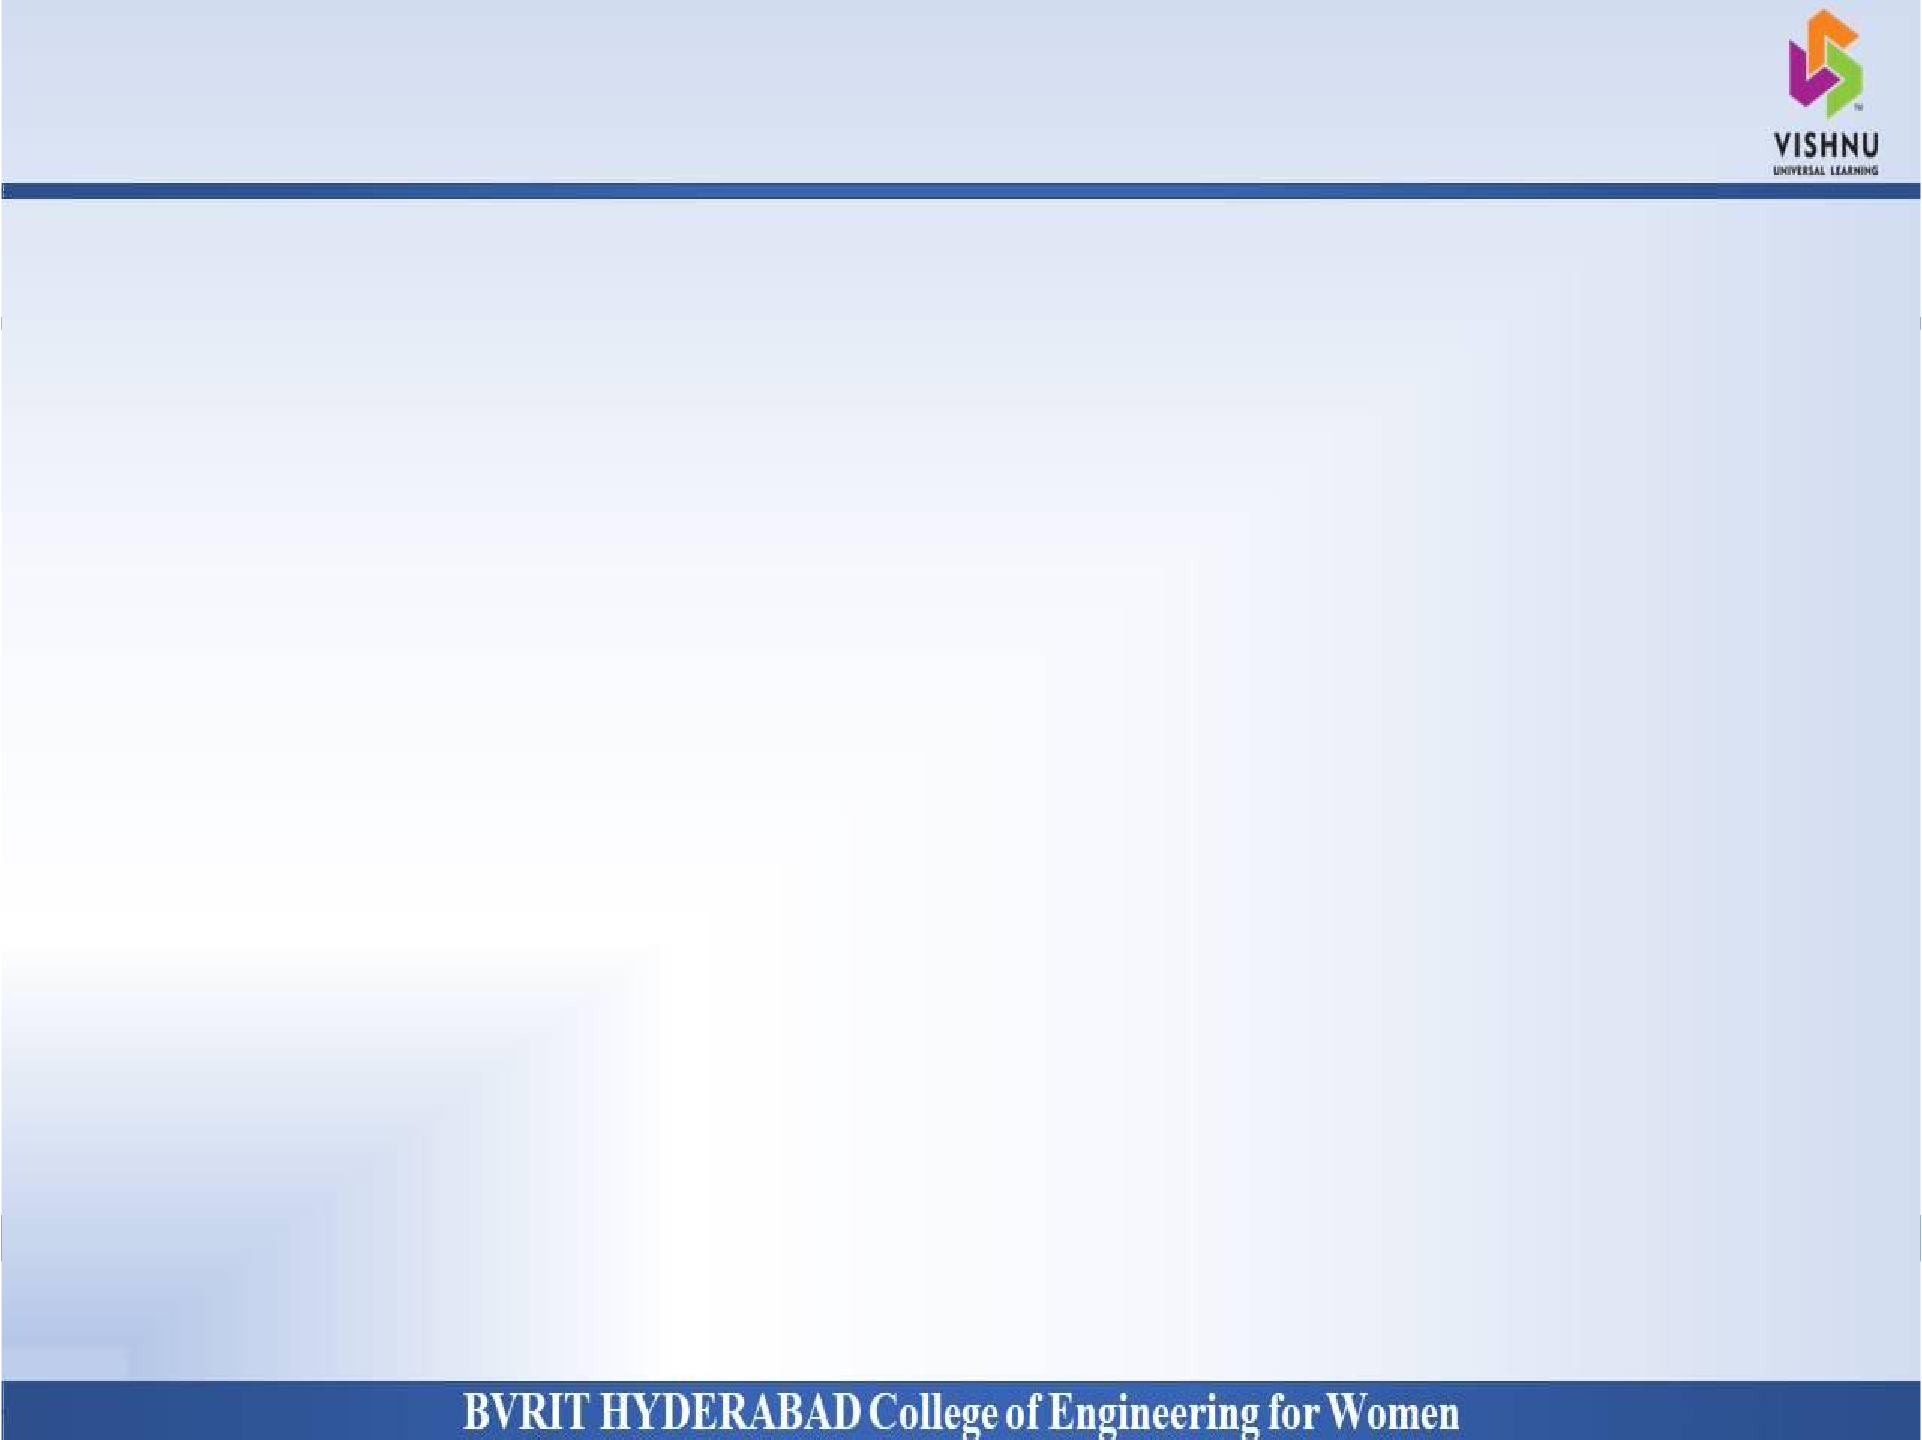 VISHNU
UNIVERSAL LEARNING
BVRIT HYDERABAD College of Engineering for Women